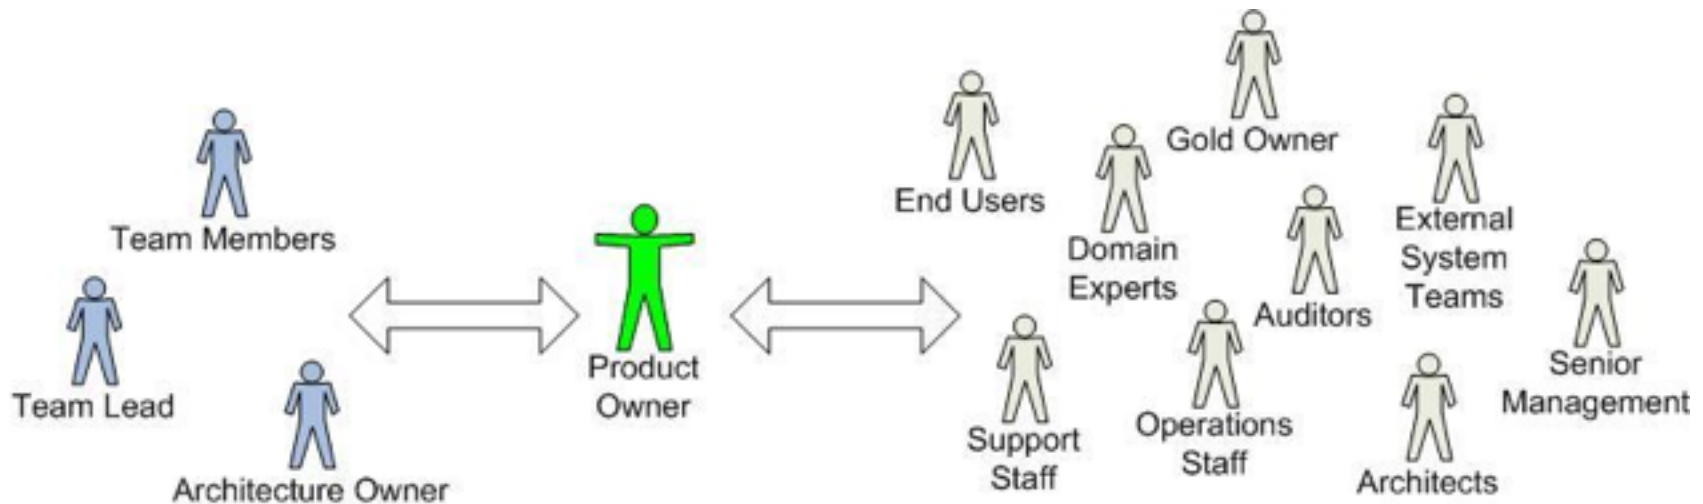 Team Members
Team Lead
Architecture Owner
Product
Owner
End Users
Domain
Experts
Gold Owner
Auditors
External
System
Teams
Senior
Management
Support
Staff
Operations
Staff
Architects